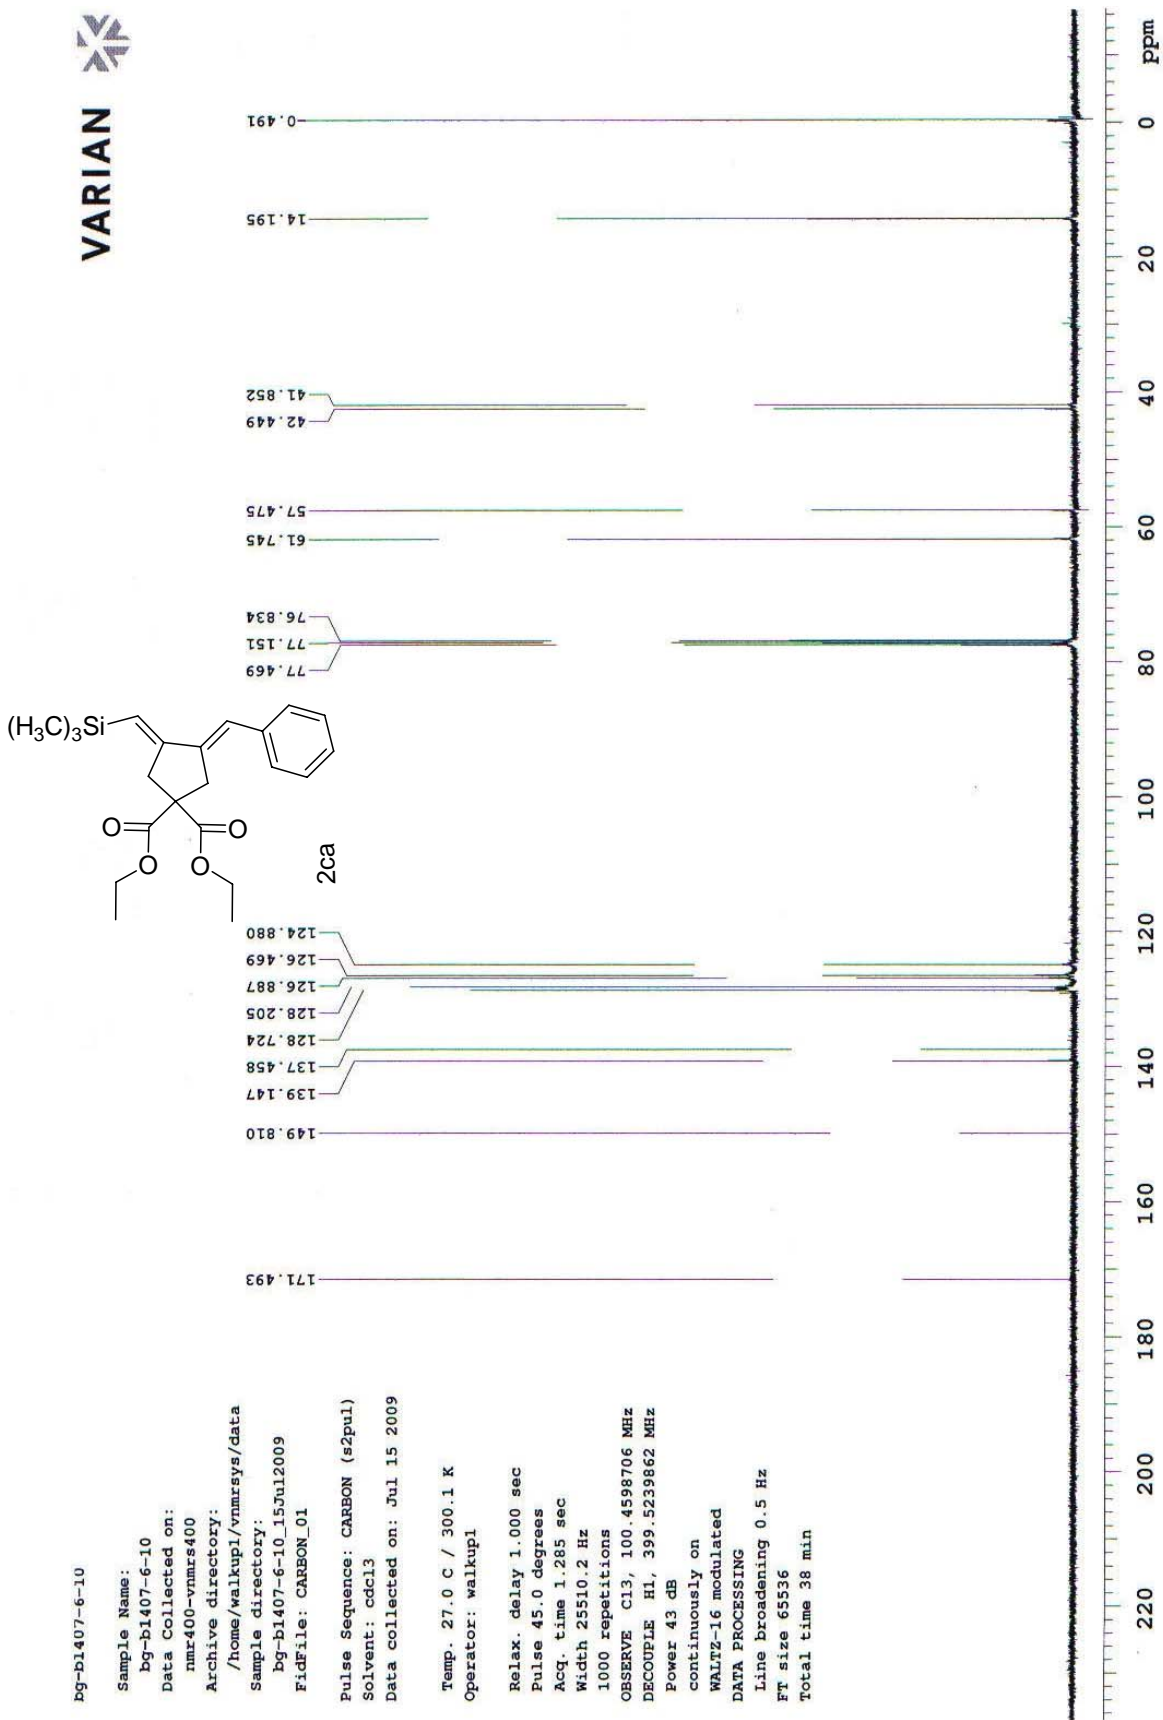 bg-b1407-6-10
Sample Name:
bg-b1407-6-10
Data Collected on:
nmr400-vnmrs400
Archive directory:
/home/walkup1/vnmrsys/data
Sample directory:
bg-b1407-6-10_15Jul2009
FidFile: CARBON_01
Pulse Sequence: CARBON (s2pul)
Solvent: cdcl3
Data collected on: Jul 15 2009
Temp. 27.0 C / 300.1 K
Operator: walkup1
Relax. delay 1.000 sec
Pulse 45.0 degrees
Acq. time 1.285 sec
Width 25510.2 Hz
1000 repetitions
OBSERVE C13, 100.4598706 MHz
DECOUPLE H1, 399.5239862 MHz
Power 43 dB
continuously on
WALTZ-16 modulated
DATA PROCESSING
Line broadening 0.5 Hz
FT size 65536
Total time 38 min
VARIAN
171.493
149.810
139.147
137.458
128.724
128.205
126.887
126.469
124.880
77.469
77.151
76.834
61.745
57.475
42.449
41.852
14.195
0.491
(H3C)3Si
O
O
O
O
2ca
220 200 180 160 140 120 100 80 60 40 20 0 ppm